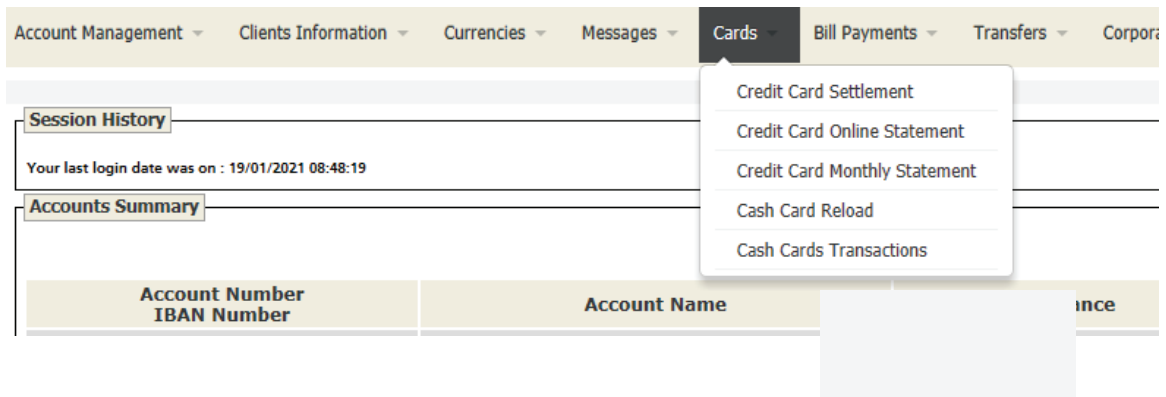 Account Management Clients Information Currencies Messages Cards Bill Payments Transfers
Credit Card Settlement
Credit Card Online Statement
Credit Card Monthly Statement
Cash Card Reload
Cash Cards Transactions
Session History
Your last login date was on : 19/01/2021 08:48:19
Accounts Summary
Account Number
IBAN Number
Account Name